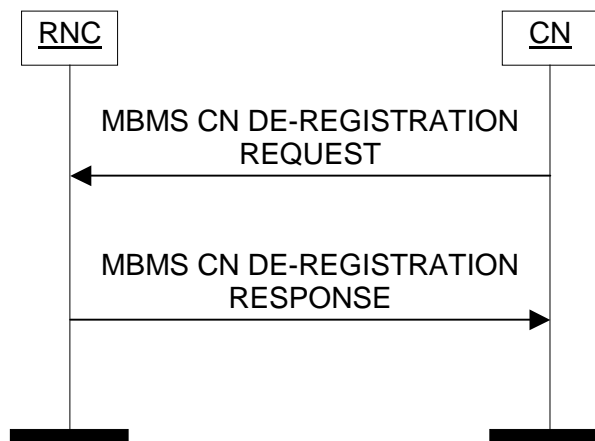 RNC
CN
MBMS CN DE-REGISTRATION
REQUEST
MBMS CN DE-REGISTRATION
RESPONSE